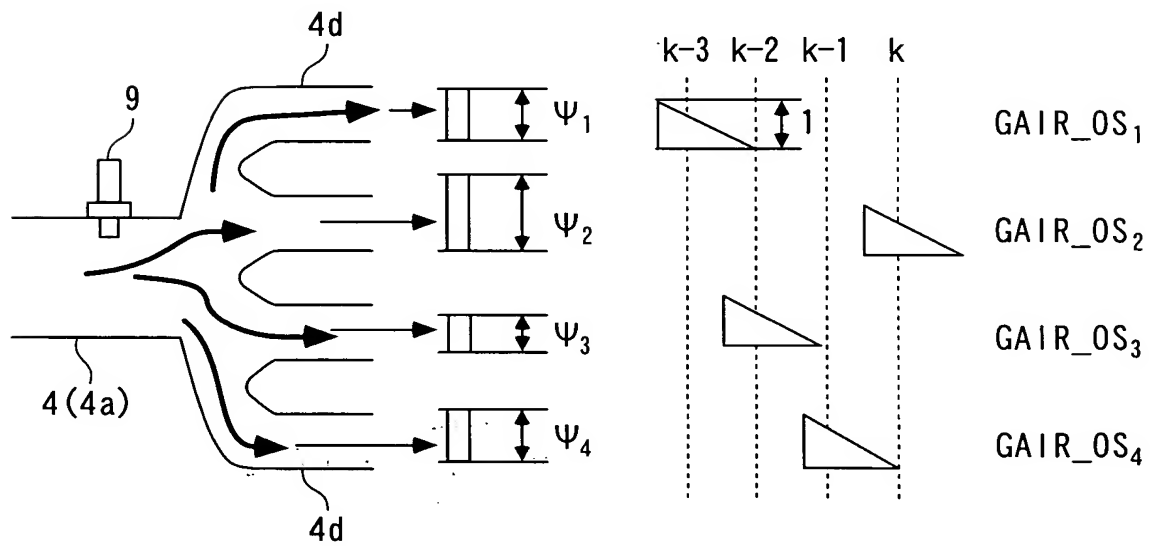 4d
9
Ψ1
Ψ2
Ψ3
Ψ4
4(4a)
4d
k-3 k-2 k-1 k
1
GAIR_OS1
GAIR_OS2
GAIR_OS3
GAIR_OS4